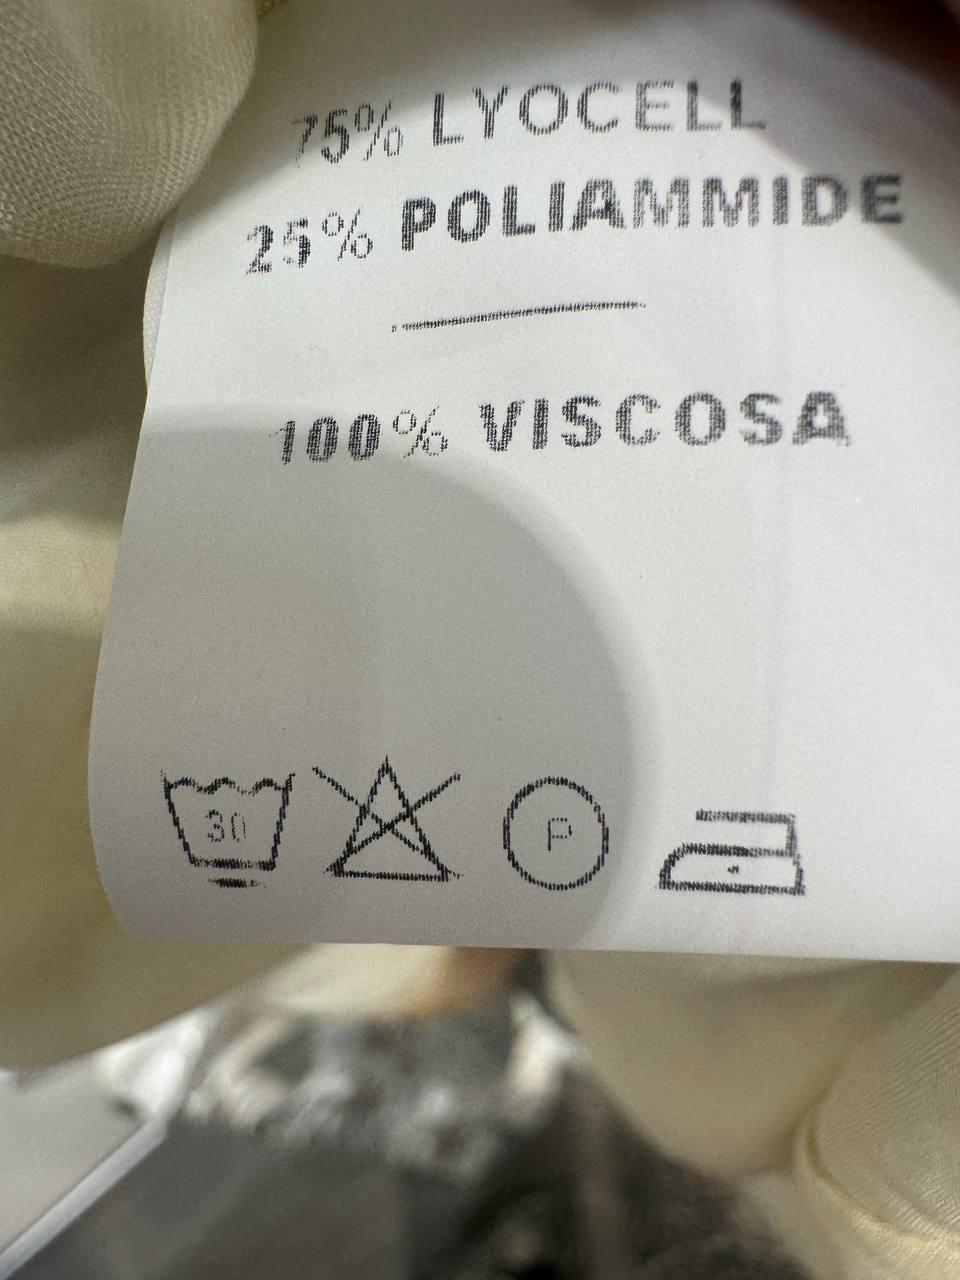 75% LYOCELL
25% POLIAMMIDE
100% VISCOSA
30
P